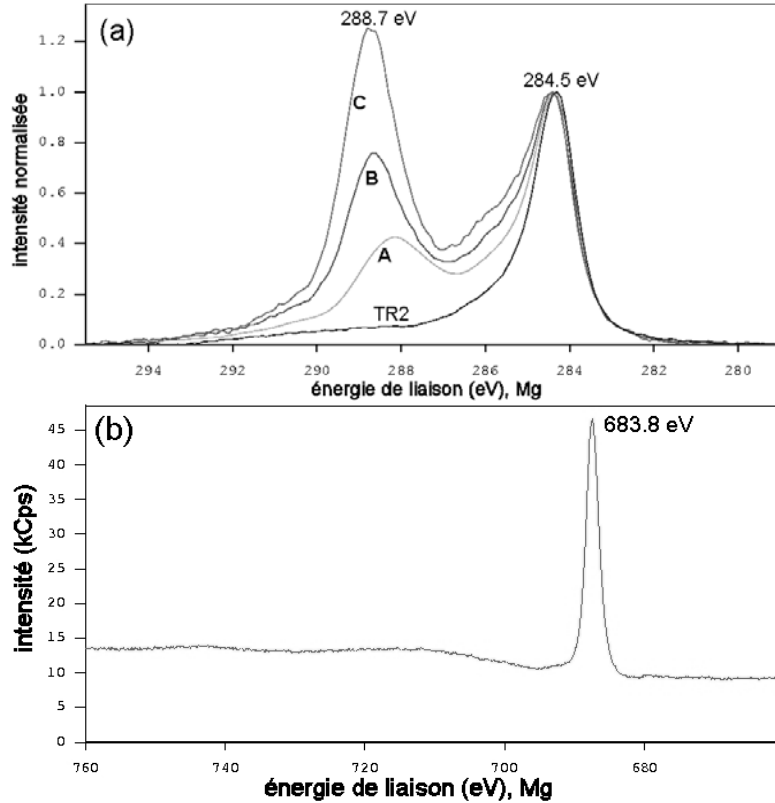 (a)
288.7 eV
284.5 eV
C
B
A
TR2
intensité normalisée
1.2
1.0
0.8
0.6
0.4
0.2
0.0
294 292 290 288 286 284 282 280
énergie de liaison (eV), Mg
(b)
683.8 eV
intensité (kCps)
45
40
35
30
25
20
15
10
5
0
760 740 720 700 680
énergie de liaison (eV), Mg